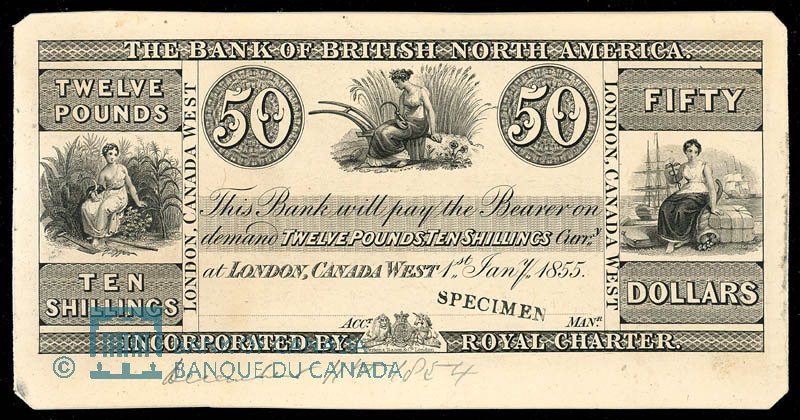 THE BANK OF BRITISH NORTH AMERICA.
TWELVE POUNDS
50
50
FIFTY
LONDON, CANADA WEST
LONDON, CANADA WEST
This Bank will pay the Bearer on
demand TWELVE POUNDS, TEN SHILLINGS Curr,y
at LONDON, CANADA WEST 1.st Jany. 1855.
TEN SHILLINGS
DOLLARS
SPECIMEN
ACCT.
MANR.
INCORPORATED BY ROYAL CHARTER.
© BANQUE DU CANADA